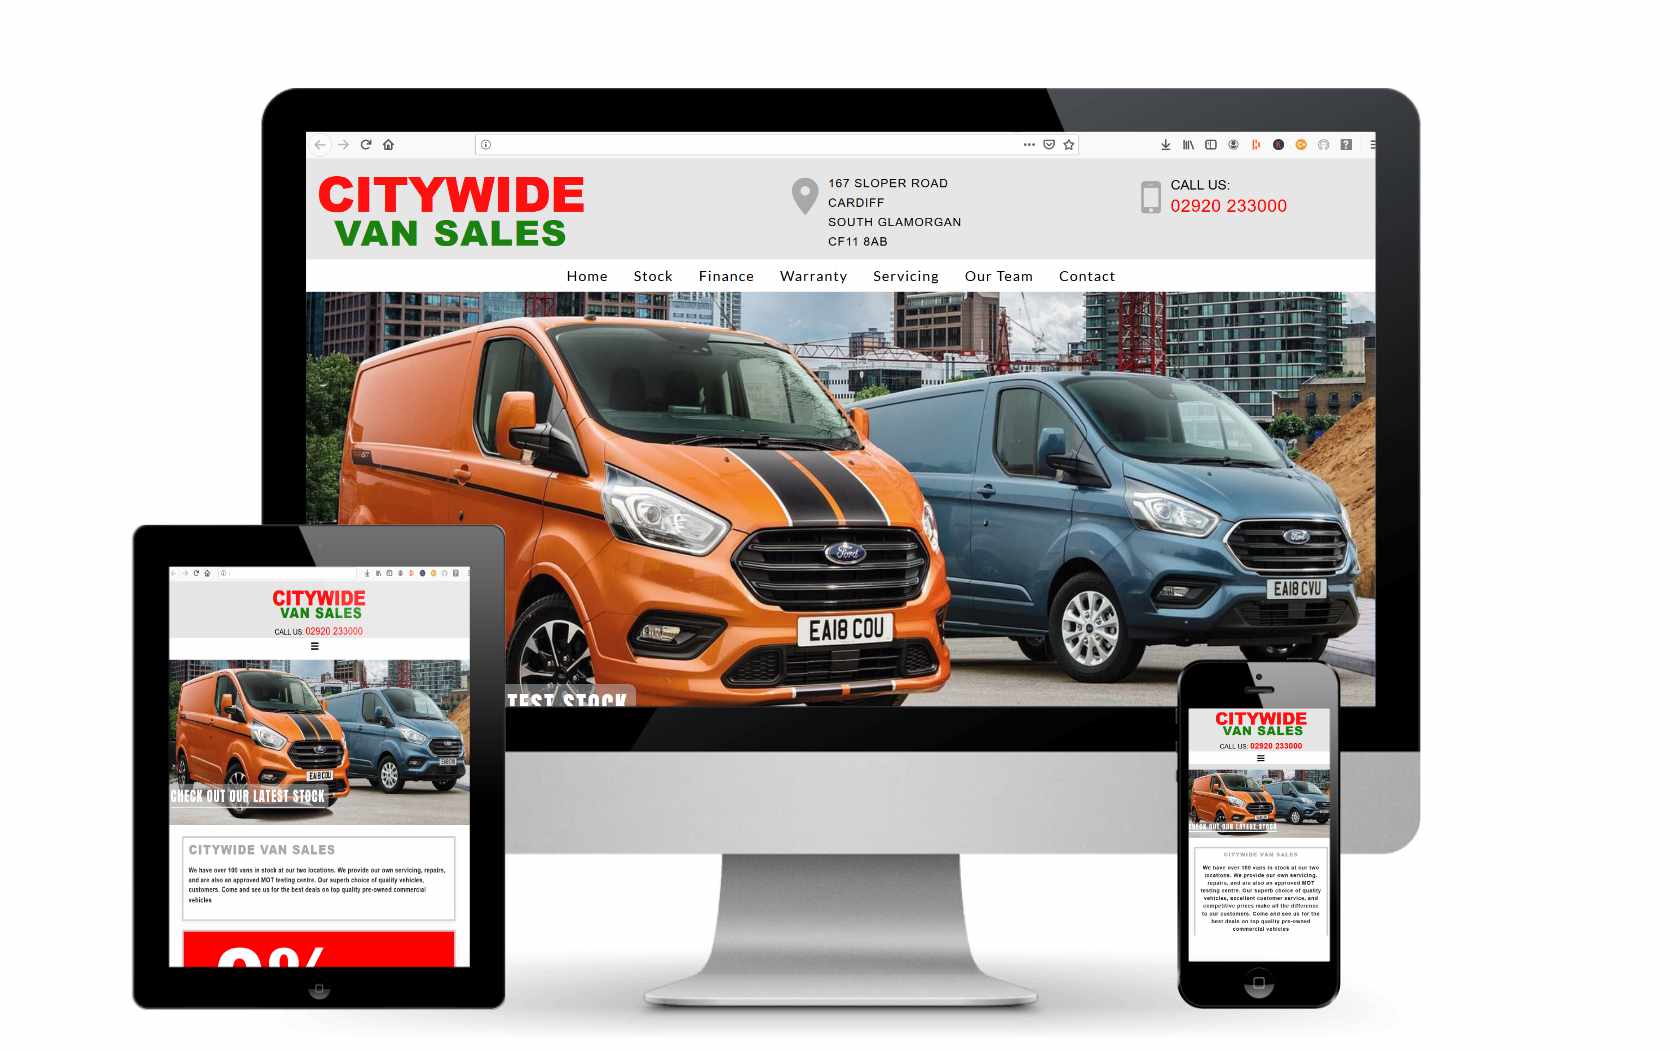 CITYWIDE
VAN SALES
167 SLOPER ROAD
CARDIFF
SOUTH GLAMORGAN
CF11 8AB
CALL US:
02920 233000
Home Stock Finance Warranty Servicing Our Team Contact
Ford
Ford
EA18 COU
EA18 CVU
TEST STOCK
CITYWIDE
VAN SALES
CALL US: 02920 233000
EA18 COU
CHECK OUT OUR LATEST STOCK
CITYWIDE VAN SALES
We have over 100 vans in stock at our two locations. We provide our own servicing, repairs,
and are also an approved MOT testing centre. Our superb choice of quality vehicles,
customers. Come and see us for the best deals on top quality pre-owned commercial
vehicles
0%
CITYWIDE
VAN SALES
CALL US: 02920 233000
CHECK OUT OUR LATEST STOCK
CITYWIDE VAN SALES
We have over 100 vans in stock at our two
locations. We provide our own servicing,
repairs, and are also an approved MOT
testing centre. Our superb choice of quality
vehicles, excellent customer service, and
competitive prices make all the difference
to our customers. Come and see us for the
best deals on top quality pre-owned
commercial vehicles